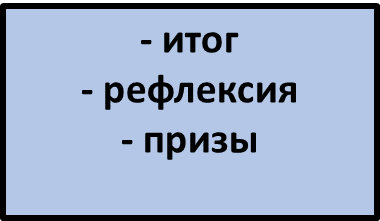 - итог
- рефлексия
- призы